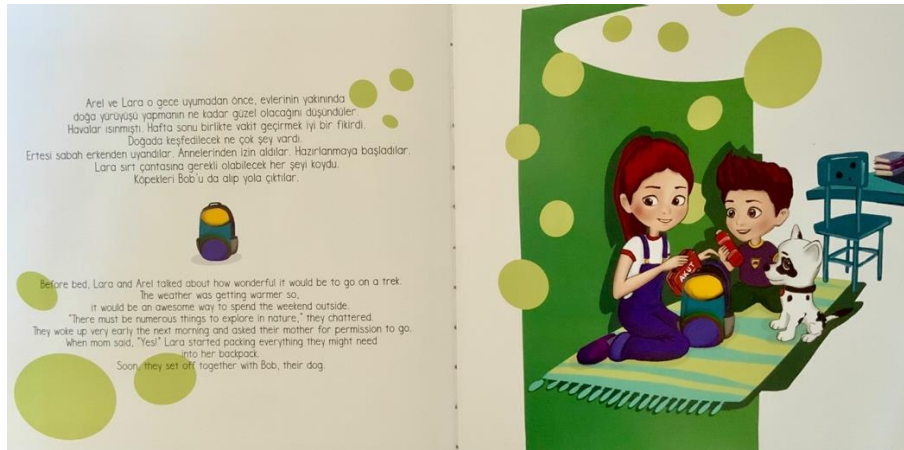 Arel ve Lara o gece uyumadan önce, evlerinin yakınında
doğa yürüyüşü yapmanın ne kadar güzel olacağını düşündüler.
Havalar ısınmıştı. Hafta sonu birlikte vakit geçirmek iyi bir fikirdi.
Doğada keşfedilecek ne çok şey vardı.
Ertesi sabah erkenden uyandılar. Annelerinden izin aldılar. Hazırlanmaya başladılar.
Lara sırt çantasına gerekli olabilecek her şeyi koydu.
Köpekleri Bob'u da alıp yola çıktılar.
Before bed, Lara and Arel talked about how wonderful it would be to go on a trek.
The weather was getting warmer so,
it would be an awesome way to spend the weekend outside.
"There must be numerous things to explore in nature," they chattered.
They woke up very early the next morning and asked their mother for permission to go.
When mom said, "Yes!" Lara started packing everything they might need
into her backpack.
Soon, they set off together with Bob, their dog.
AKUT